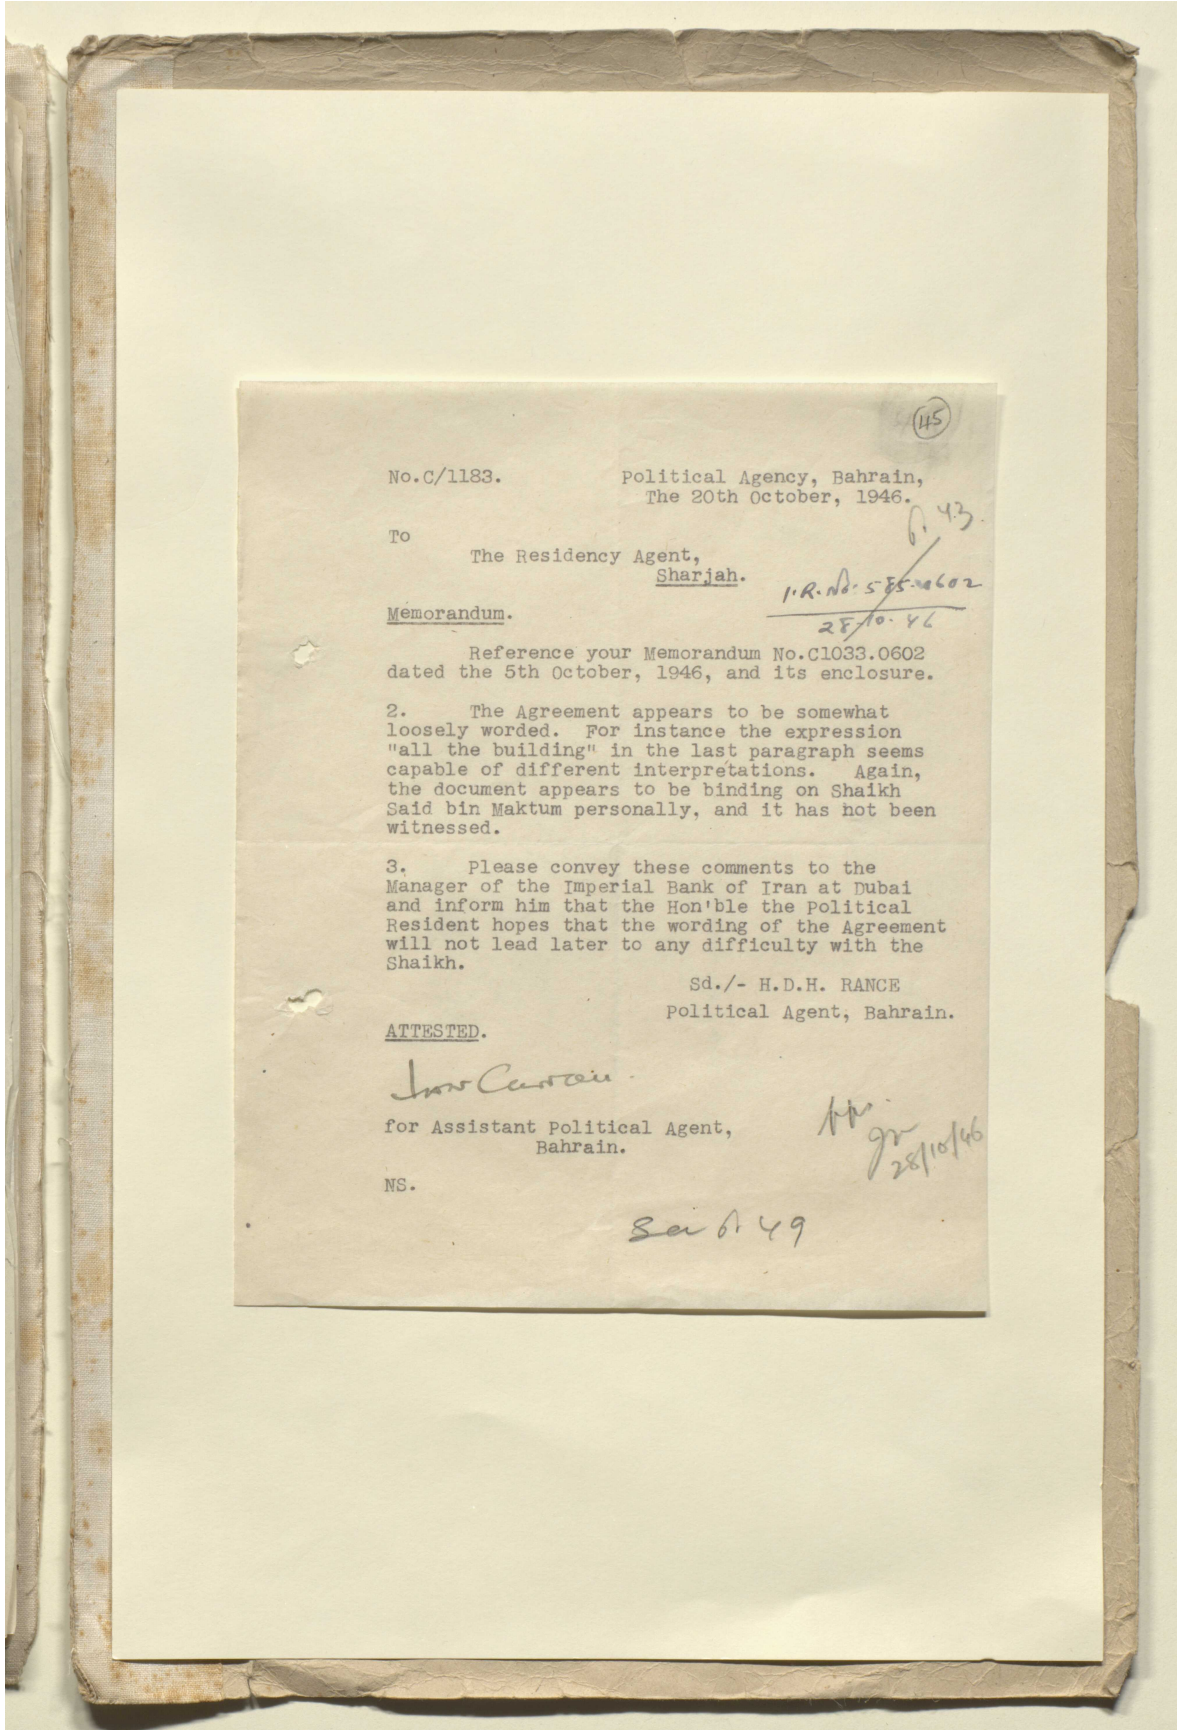 45
No.C/1183. Political Agency, Bahrain,
The 20th October, 1946.
p. 43.
To
The Residency Agent,
Sharjah.
I.R.No. 585.0602
28.10.46
Memorandum.
Reference your Memorandum No.C1033.0602
dated the 5th October, 1946, and its enclosure.
2. The Agreement appears to be somewhat
loosely worded. For instance the expression
"all the building" in the last paragraph seems
capable of different interpretations. Again,
the document appears to be binding on Shaikh
Said bin Maktum personally, and it has not been
witnessed.
3. Please convey these comments to the
Manager of the Imperial Bank of Iran at Dubai
and inform him that the Hon'ble the Political
Resident hopes that the wording of the Agreement
will not lead later to any difficulty with the
Shaikh.
Sd./- H.D.H. RANCE
Political Agent, Bahrain.
ATTESTED.
for Assistant Political Agent,
Bahrain.
28/10/46
NS.
p. 49